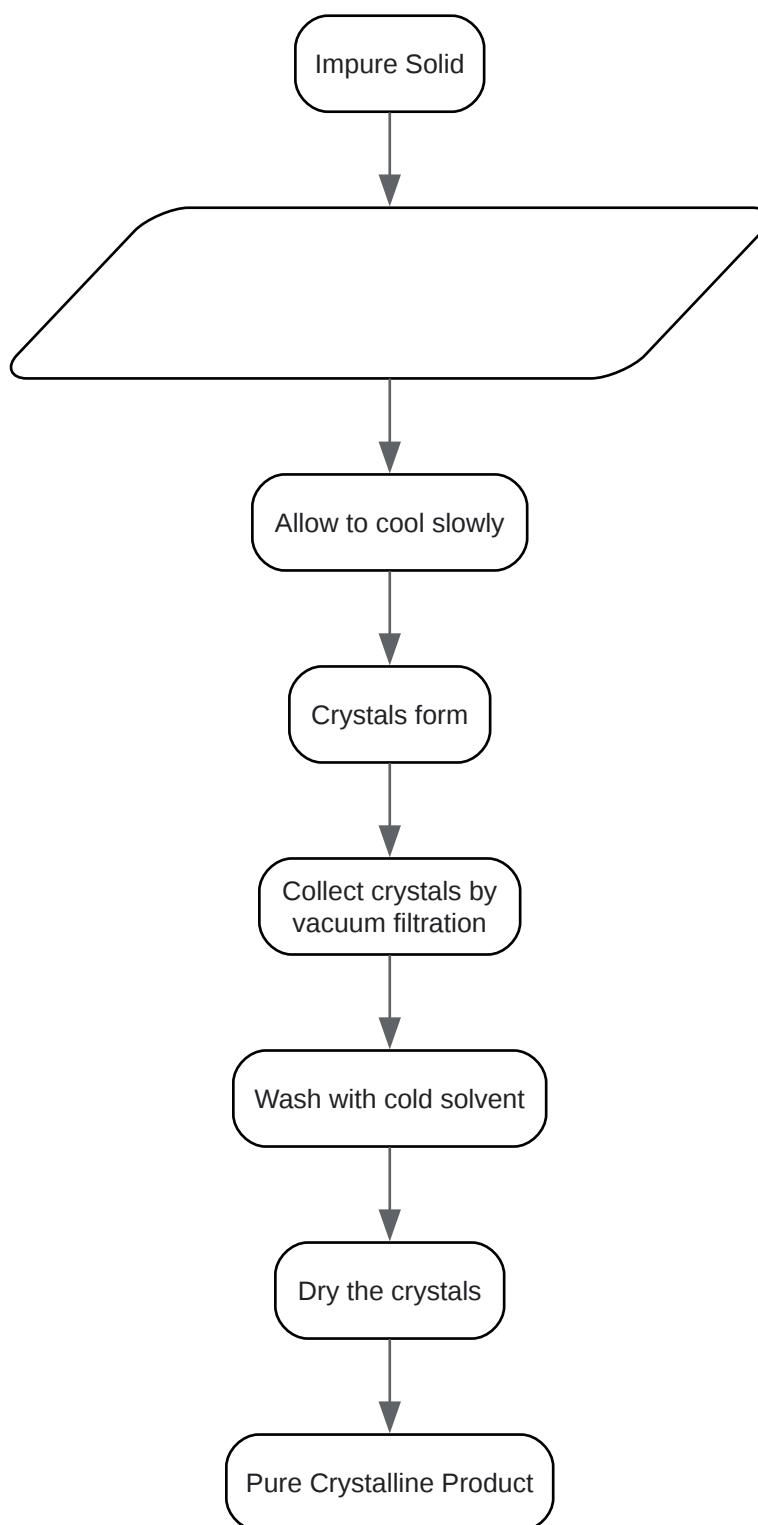 Impure Solid
Allow to cool slowly
Crystals form
Collect crystals by
vacuum filtration
Wash with cold solvent
Dry the crystals
Pure Crystalline Product